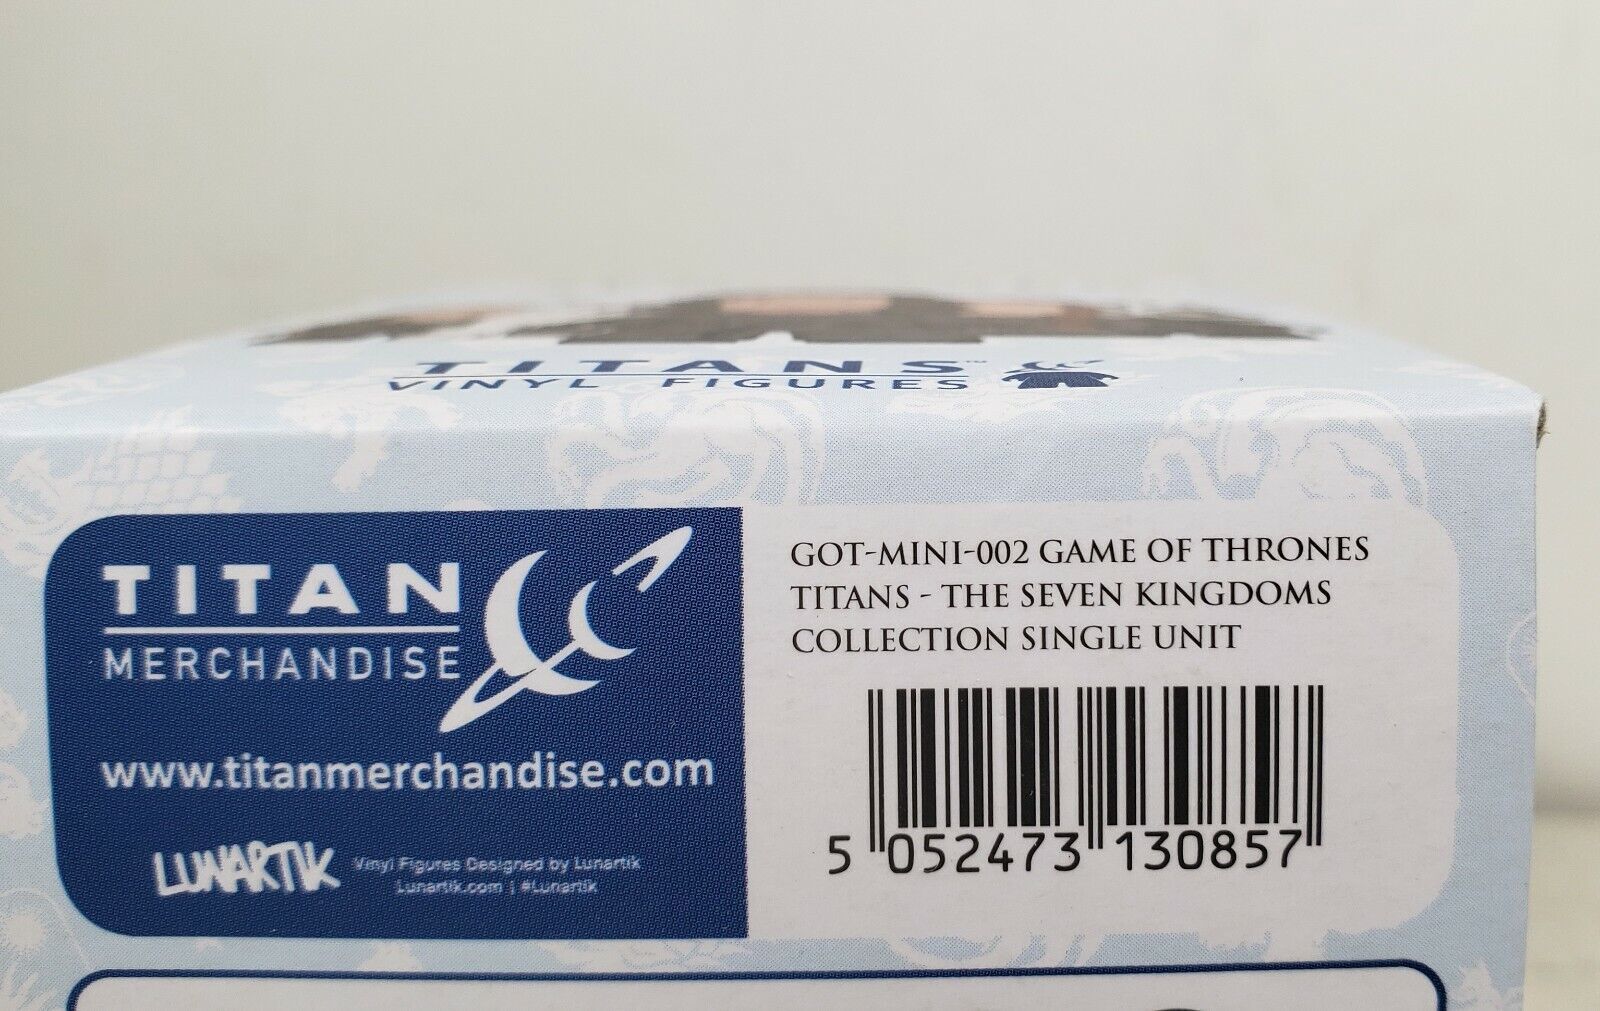 TITANS™
VINYL FIGURES
TITAN
MERCHANDISE
www.titanmerchandise.com
LUNARTIK
Vinyl Figures Designed by Lunartik
Lunartik.com | #Lunartik
GOT-MINI-002 GAME OF THRONES
TITANS - THE SEVEN KINGDOMS
COLLECTION SINGLE UNIT
5 052473 130857